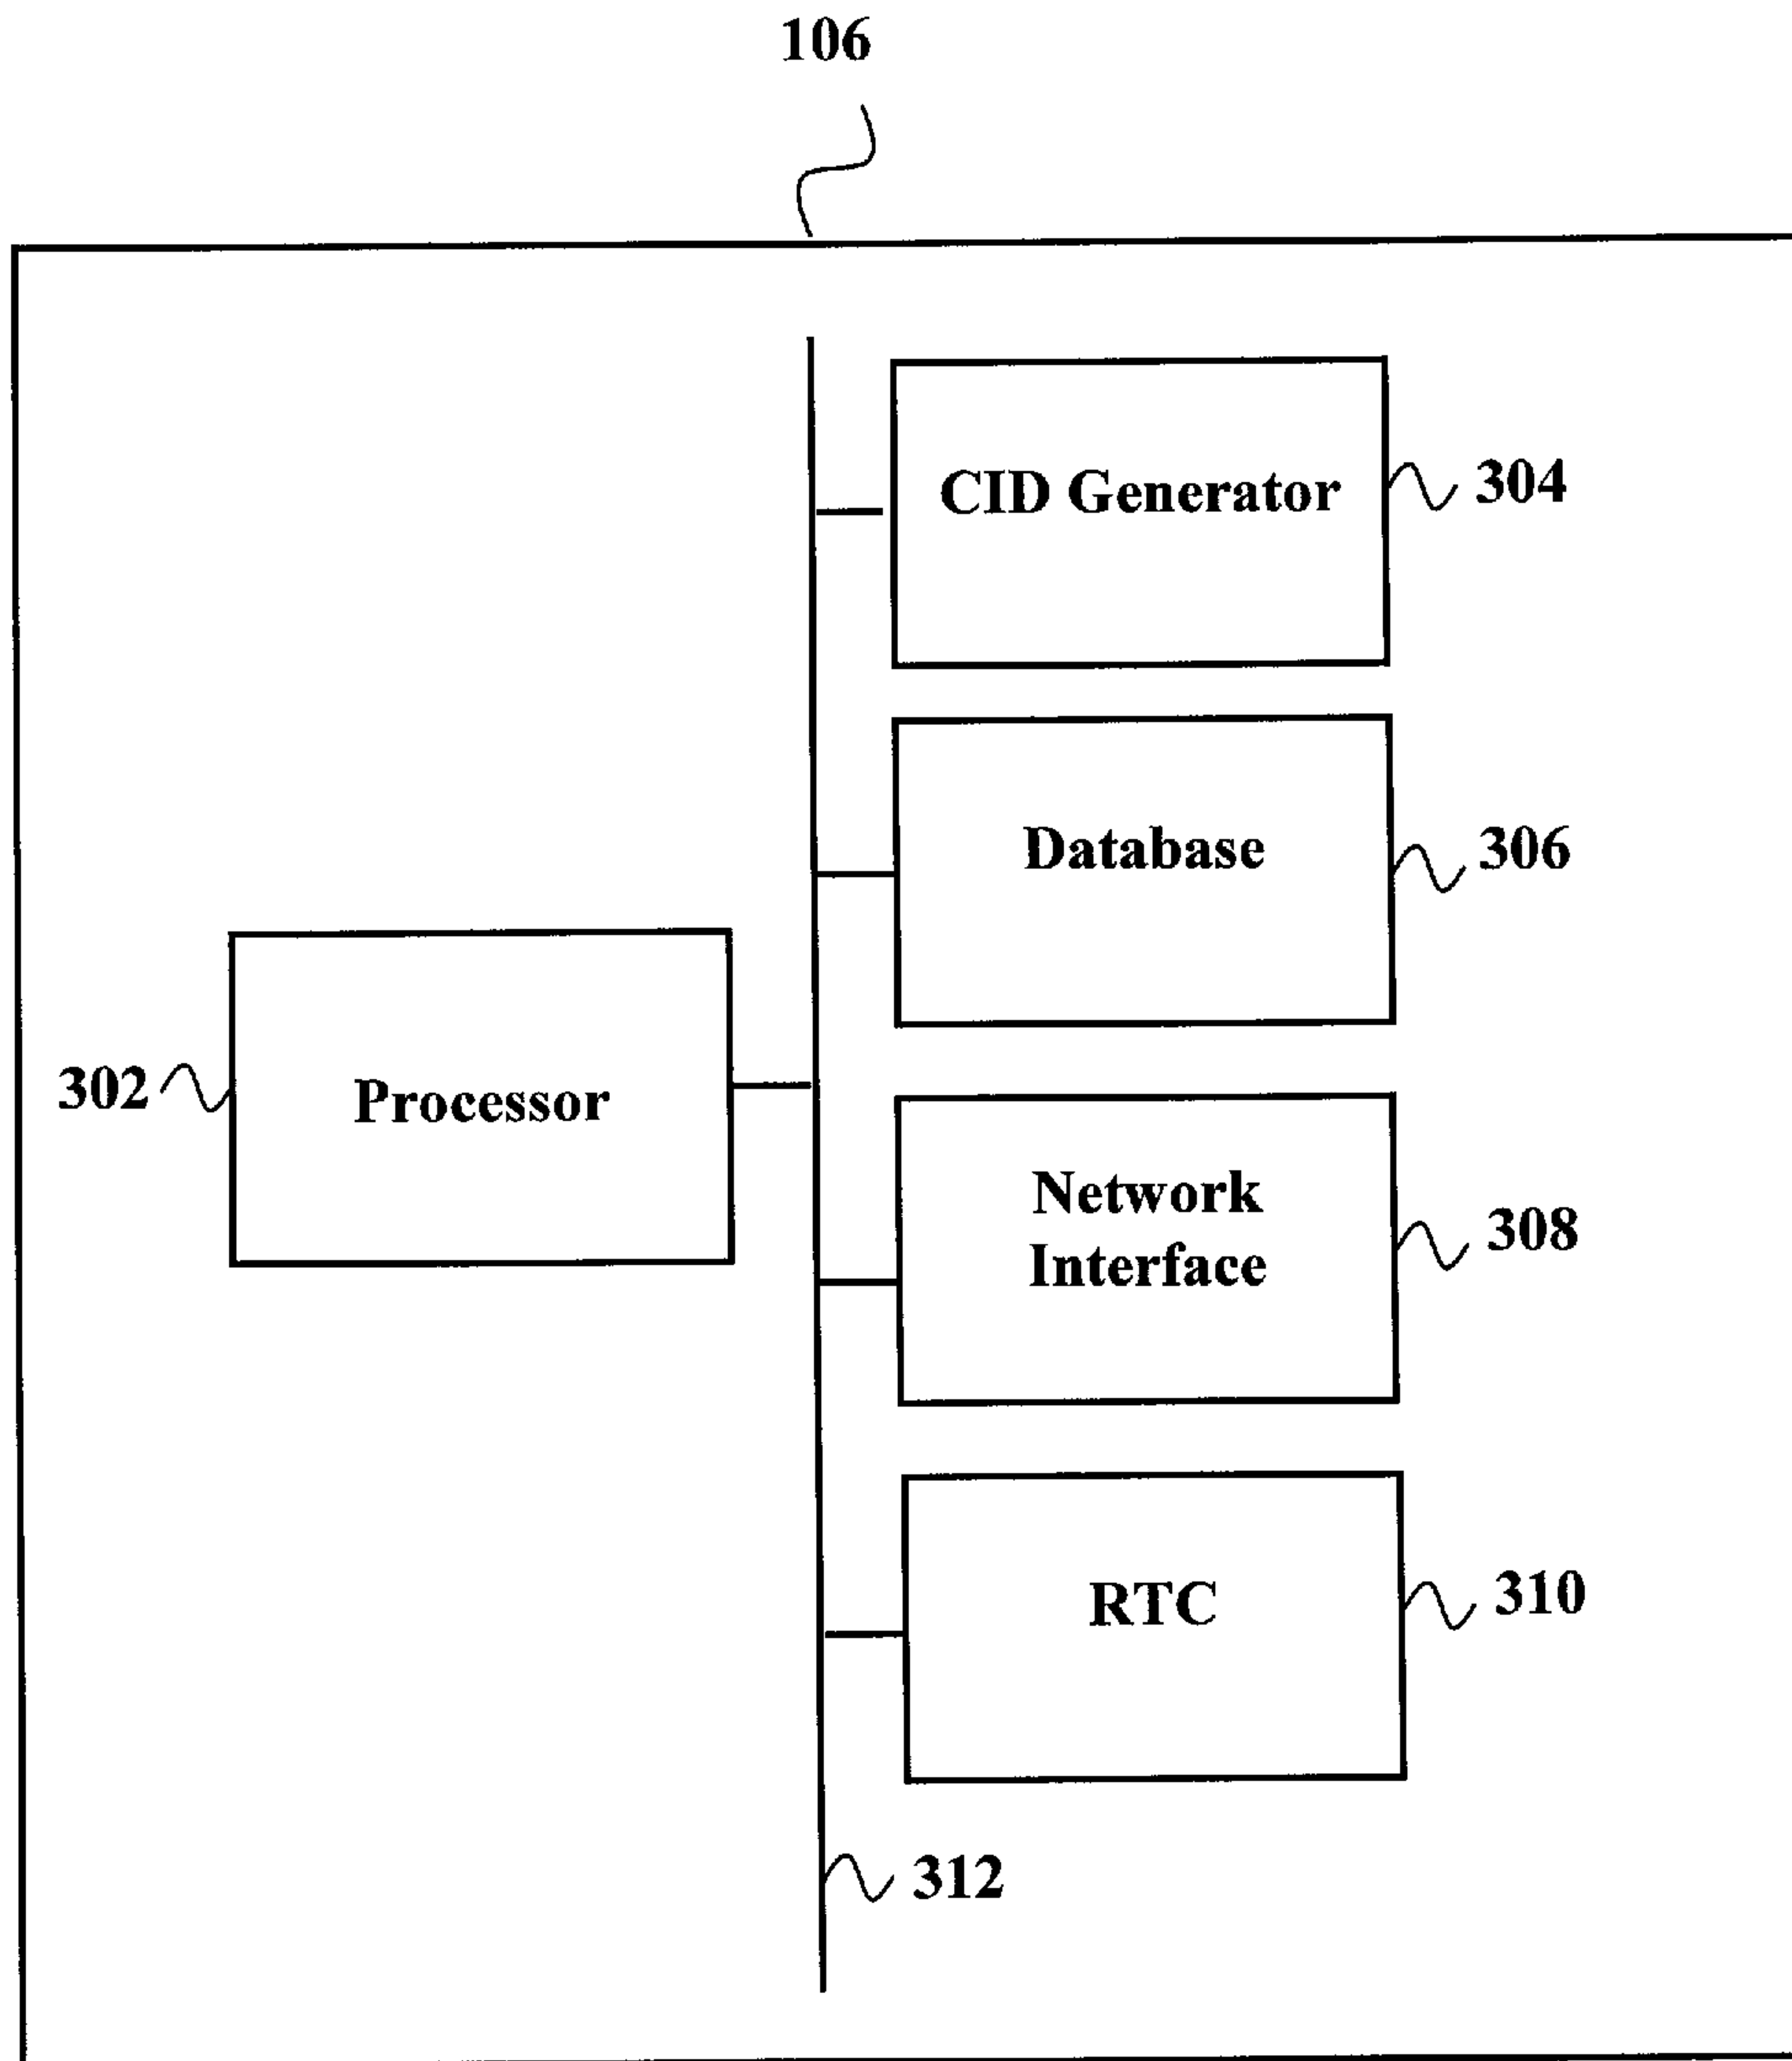 106
CID Generator
304
Database
306
302
Processor
Network
Interface
308
RTC
310
312